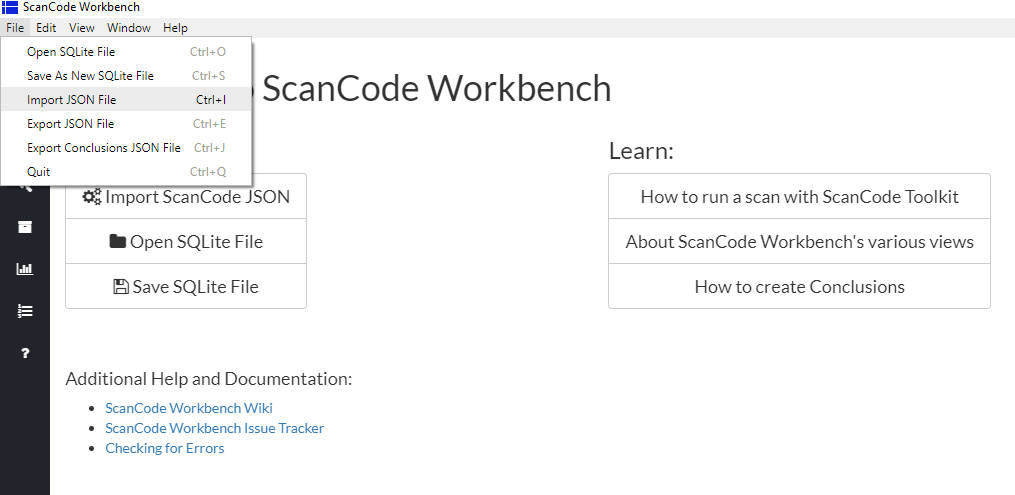 ScanCode Workbench
File Edit View Window Help
Open SQLite File Ctrl+O
Save As New SQLite File Ctrl+S
Import JSON File Ctrl+I
Export JSON File Ctrl+E
Export Conclusions JSON File Ctrl+J
Quit Ctrl+Q
ScanCode Workbench
Import ScanCode JSON
Open SQLite File
Save SQLite File
Learn:
How to run a scan with ScanCode Toolkit
About ScanCode Workbench's various views
How to create Conclusions
?
Additional Help and Documentation:
ScanCode Workbench Wiki
ScanCode Workbench Issue Tracker
Checking for Errors